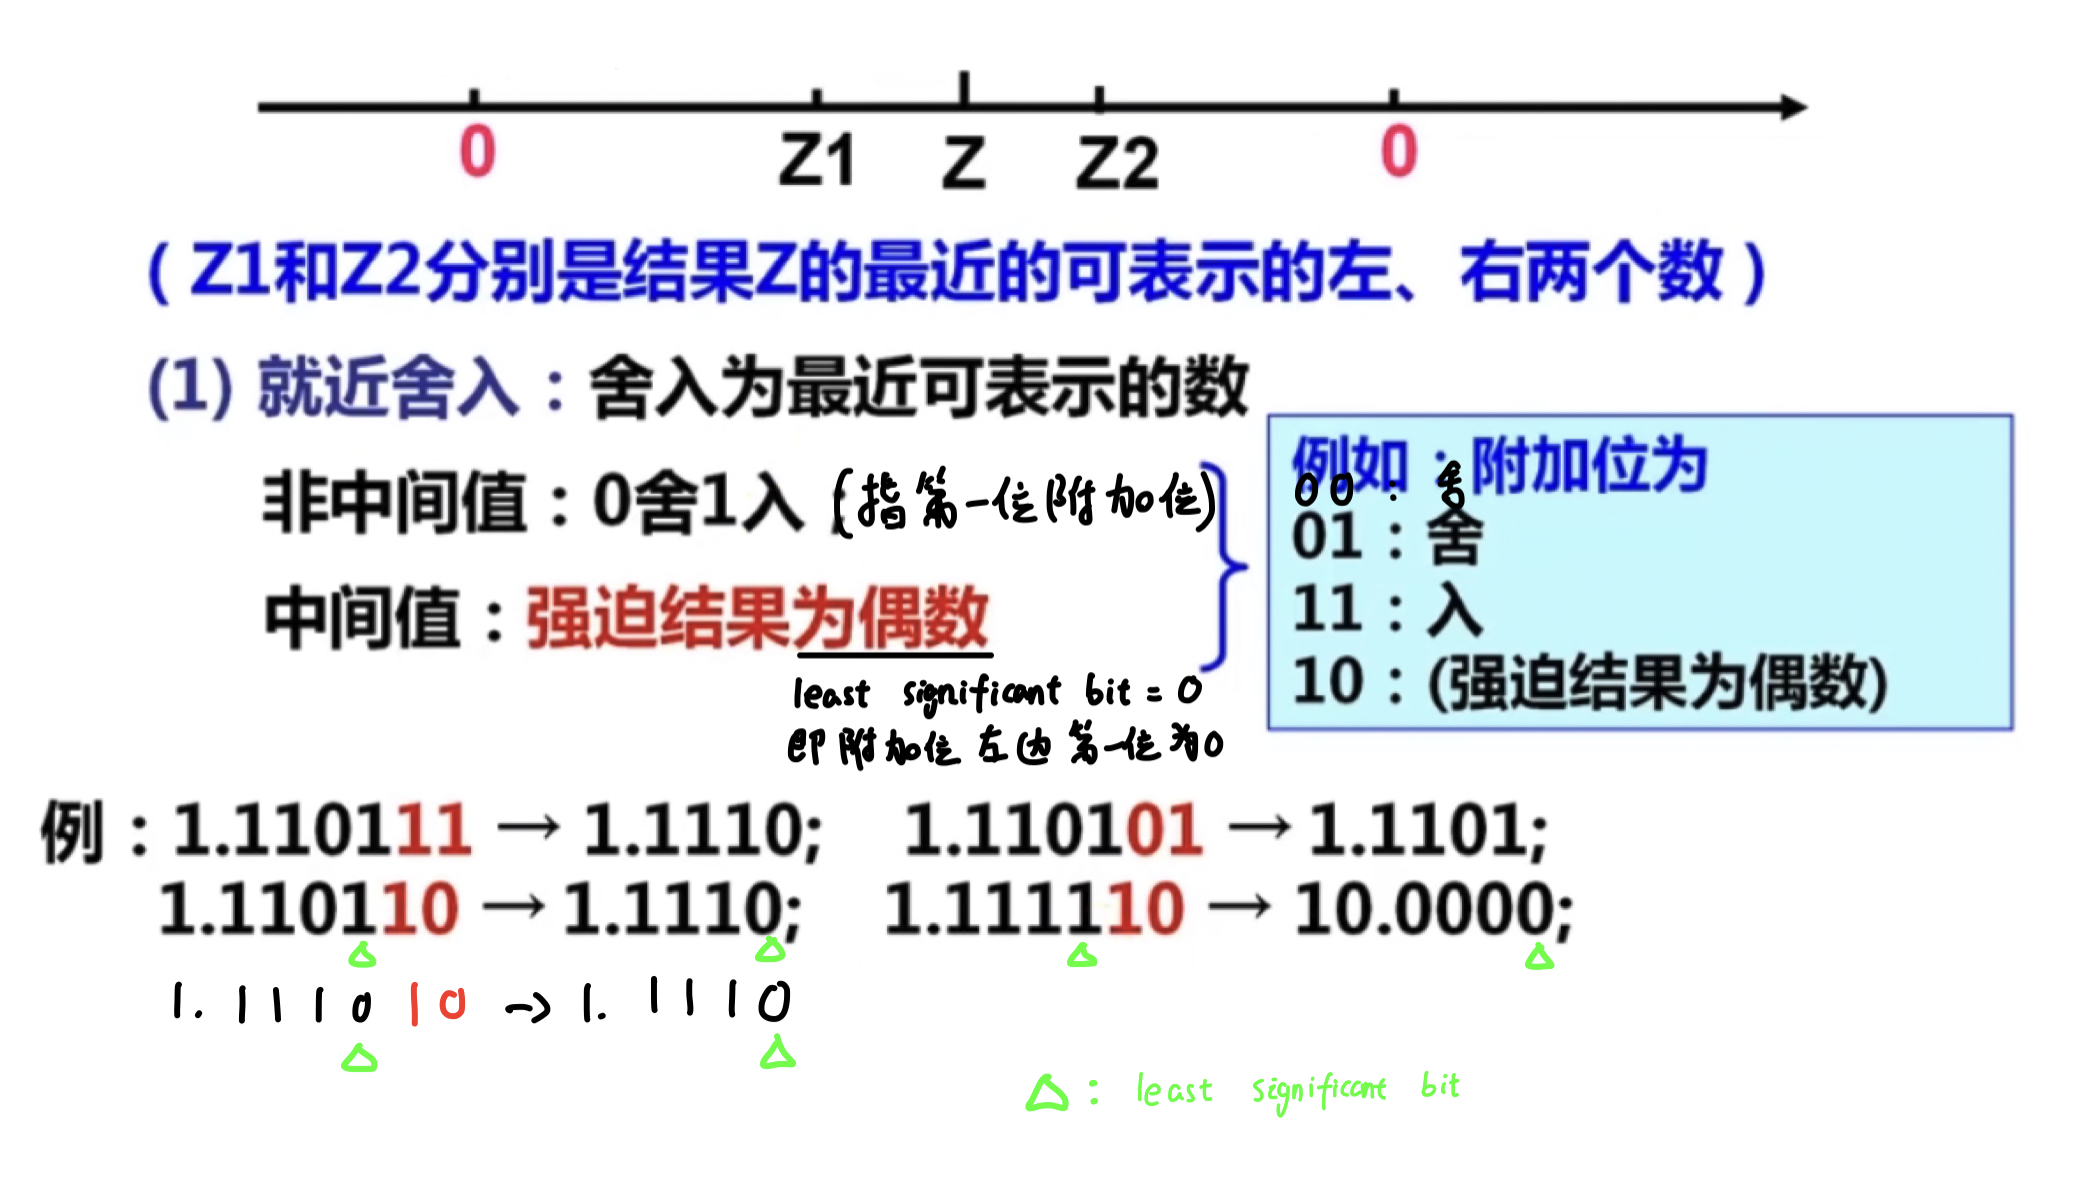 0 Z1 Z Z2 0
（Z1和Z2分别是结果Z的最近的可表示的左、右两个数）
(1) 就近舍入：舍入为最近可表示的数
非中间值：0舍1入（指第一位附加位）
中间值：强迫结果为偶数
least significant bit = 0
即附加位左边第一位为0
例如：附加位为
00：舍
01：舍
11：入
10：(强迫结果为偶数)
例：1.110111 → 1.1110; 1.110101 → 1.1101;
1.110110 → 1.1110; 1.111110 → 10.0000;
△ △ △ △
1.111010 → 1.1110
△ △
△: least significant bit